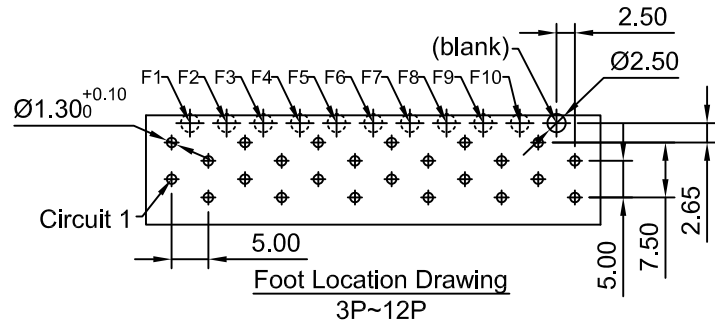 2.50
(blank)
Ø2.50
F1 F2 F3 F4 F5 F6 F7 F8 F9 F10
Ø1.30 +0.10 0
Circuit 1
5.00
5.00
7.50
2.65
Foot Location Drawing
3P~12P